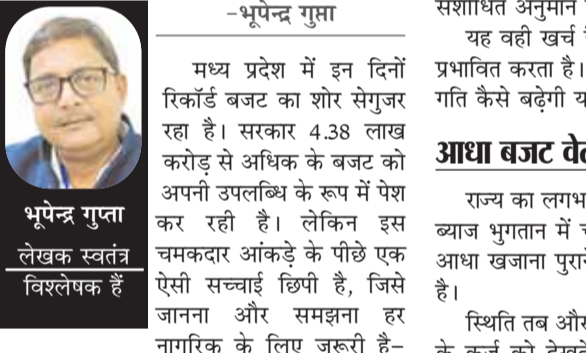 भूपेन्द्र गुप्ता
लेखक स्वतंत्र
विश्लेषक हैं
-भूपेन्द्र गुप्ता
मध्य प्रदेश में इन दिनों
रिकॉर्ड बजट का शोर सेगुजर
रहा है। सरकार 4.38 लाख
करोड़ से अधिक के बजट को
अपनी उपलब्धि के रूप में पेश
कर रही है। लेकिन इस
चमकदार आंकड़े के पीछे एक
ऐसी सच्चाई छिपी है, जिसे
जानना और समझना हर
नागरिक के लिए जरूरी है-
संशोधित अनुमान
यह वही खर्च
प्रभावित करता है।
गति कैसे बढ़ेगी
आधा बजट
राज्य का
ब्याज भुगतान में
आधा खजाना
है।
स्थिति तब
के कर्ज को